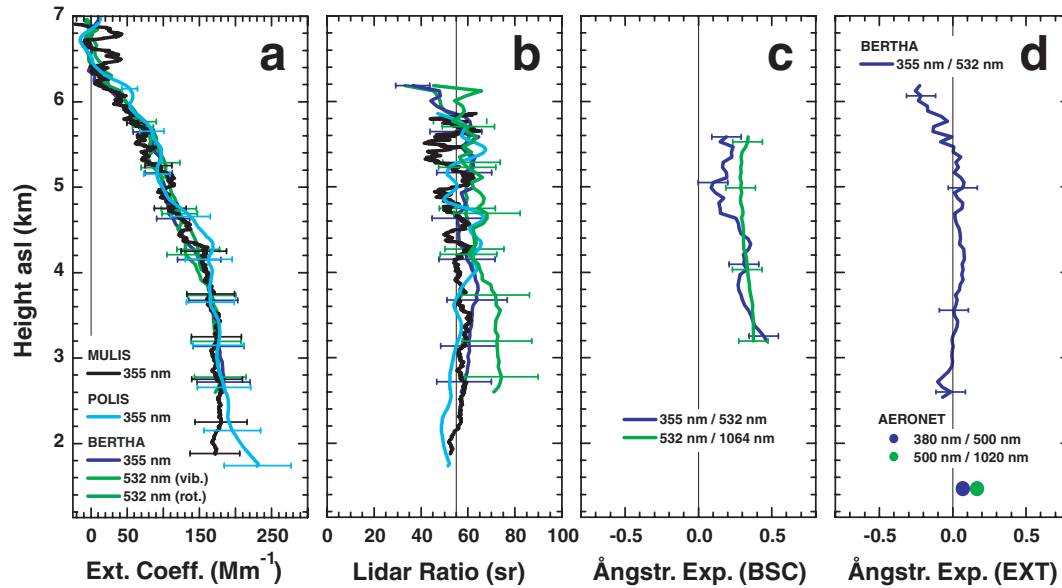 a
b
c
d
7
6
5
4
3
2
Height asl (km)
MULIS
355 nm
POLIS
355 nm
BERTHA
355 nm
532 nm (vib.)
532 nm (rot.)
0 50 150 250
Ext. Coeff. (Mm⁻¹)
0 20 40 60 80 100
Lidar Ratio (sr)
355 nm / 532 nm
532 nm / 1064 nm
-0.5 0.0 0.5
Ångstr. Exp. (BSC)
BERTHA
355 nm / 532 nm
AERONET
380 nm / 500 nm
500 nm / 1020 nm
-0.5 0.0 0.5
Ångstr. Exp. (EXT)